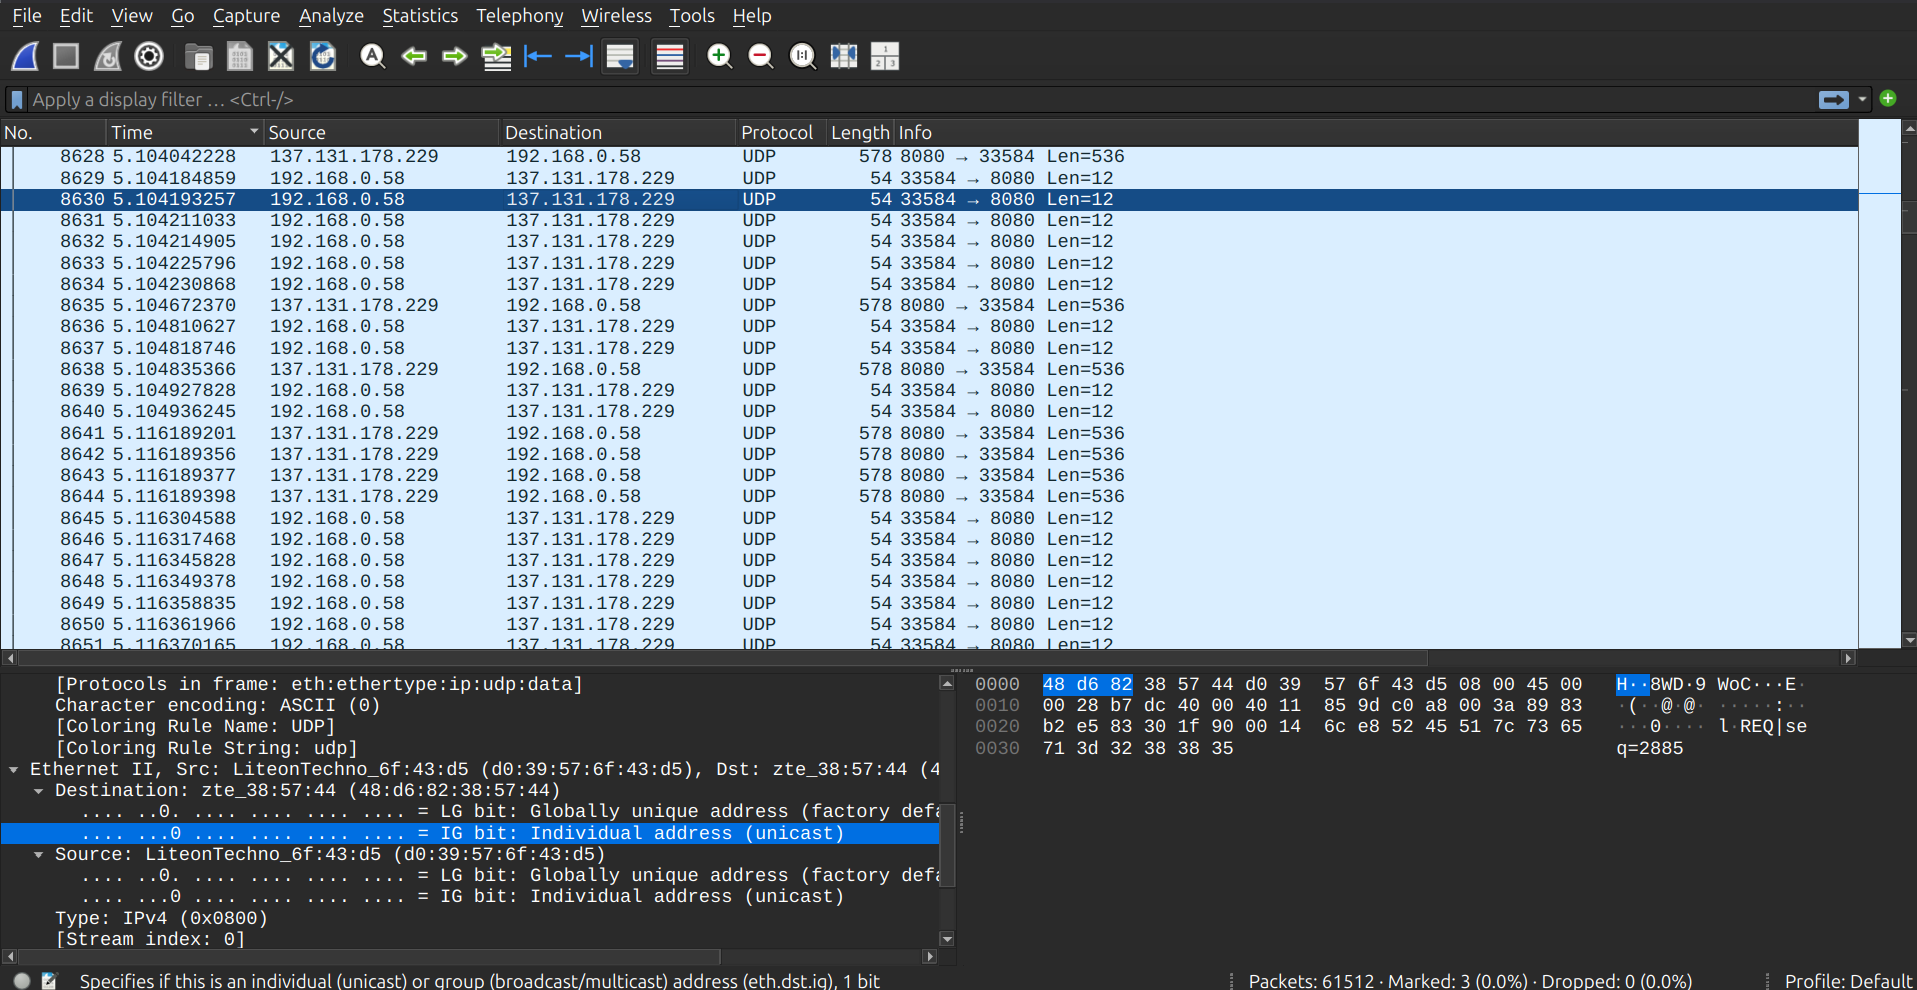 File Edit View Go Capture Analyze Statistics Telephony Wireless Tools Help
Apply a display filter … <Ctrl-/>
No. Time Source Destination Protocol Length Info
8628 5.104042228 137.131.178.229 192.168.0.58 UDP 578 8080 → 33584 Len=536
8629 5.104184859 192.168.0.58 137.131.178.229 UDP 54 33584 → 8080 Len=12
8630 5.104193257 192.168.0.58 137.131.178.229 UDP 54 33584 → 8080 Len=12
8631 5.104211033 192.168.0.58 137.131.178.229 UDP 54 33584 → 8080 Len=12
8632 5.104214905 192.168.0.58 137.131.178.229 UDP 54 33584 → 8080 Len=12
8633 5.104225796 192.168.0.58 137.131.178.229 UDP 54 33584 → 8080 Len=12
8634 5.104230868 192.168.0.58 137.131.178.229 UDP 54 33584 → 8080 Len=12
8635 5.104672370 137.131.178.229 192.168.0.58 UDP 578 8080 → 33584 Len=536
8636 5.104810627 192.168.0.58 137.131.178.229 UDP 54 33584 → 8080 Len=12
8637 5.104818746 192.168.0.58 137.131.178.229 UDP 54 33584 → 8080 Len=12
8638 5.104835366 137.131.178.229 192.168.0.58 UDP 578 8080 → 33584 Len=536
8639 5.104927828 192.168.0.58 137.131.178.229 UDP 54 33584 → 8080 Len=12
8640 5.104936245 192.168.0.58 137.131.178.229 UDP 54 33584 → 8080 Len=12
8641 5.116189201 137.131.178.229 192.168.0.58 UDP 578 8080 → 33584 Len=536
8642 5.116189356 137.131.178.229 192.168.0.58 UDP 578 8080 → 33584 Len=536
8643 5.116189377 137.131.178.229 192.168.0.58 UDP 578 8080 → 33584 Len=536
8644 5.116189398 137.131.178.229 192.168.0.58 UDP 578 8080 → 33584 Len=536
8645 5.116304588 192.168.0.58 137.131.178.229 UDP 54 33584 → 8080 Len=12
8646 5.116317468 192.168.0.58 137.131.178.229 UDP 54 33584 → 8080 Len=12
8647 5.116345828 192.168.0.58 137.131.178.229 UDP 54 33584 → 8080 Len=12
8648 5.116349378 192.168.0.58 137.131.178.229 UDP 54 33584 → 8080 Len=12
8649 5.116358835 192.168.0.58 137.131.178.229 UDP 54 33584 → 8080 Len=12
8650 5.116361966 192.168.0.58 137.131.178.229 UDP 54 33584 → 8080 Len=12
8651 5.116370165 192.168.0.58 137.131.178.229 UDP 54 33584 → 8080 Len=12
[Protocols in frame: eth:ethertype:ip:udp:data]
Character encoding: ASCII (0)
[Coloring Rule Name: UDP]
[Coloring Rule String: udp]
Ethernet II, Src: LiteonTechno_6f:43:d5 (d0:39:57:6f:43:d5), Dst: zte_38:57:44 (4
Destination: zte_38:57:44 (48:d6:82:38:57:44)
.... ..0. .... .... .... .... = LG bit: Globally unique address (factory defa
.... ...0 .... .... .... .... = IG bit: Individual address (unicast)
Source: LiteonTechno_6f:43:d5 (d0:39:57:6f:43:d5)
.... ..0. .... .... .... .... = LG bit: Globally unique address (factory defa
.... ...0 .... .... .... .... = IG bit: Individual address (unicast)
Type: IPv4 (0x0800)
[Stream index: 0]
0000 48 d6 82 38 57 44 d0 39 57 6f 43 d5 08 00 45 00 H··8WD·9 WoC···E·
0010 00 28 b7 dc 40 00 40 11 85 9d c0 a8 00 3a 89 83 ·(··@·@· ·····:··
0020 b2 e5 83 30 1f 90 00 14 6c e8 52 45 51 7c 73 65 ···0···· l·REQ|se
0030 71 3d 32 38 38 35 q=2885
Specifies if this is an individual (unicast) or group (broadcast/multicast) address (eth.dst.ig), 1 bit
Packets: 61512 · Marked: 3 (0.0%) · Dropped: 0 (0.0%)
Profile: Default